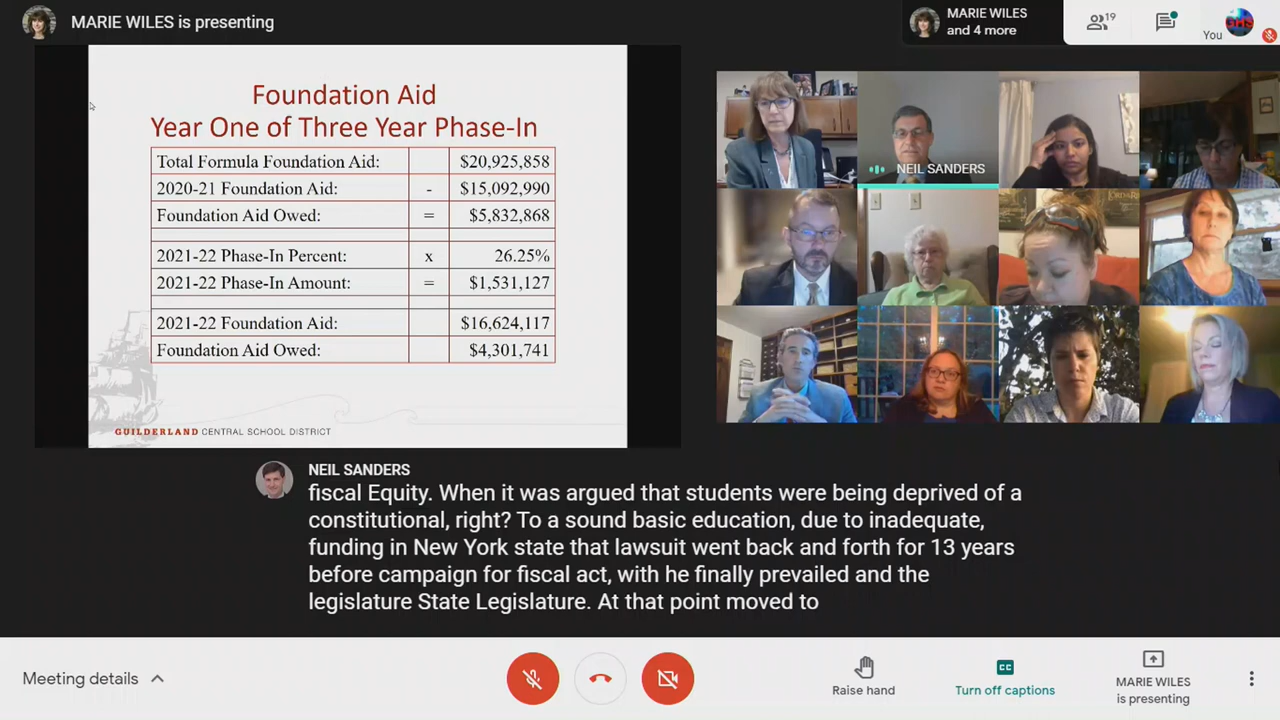 MARIE WILES is presenting
MARIE WILES
and 4 more
19
You
GHS
Foundation Aid
Year One of Three Year Phase-In
Total Formula Foundation Aid: $20,925,858
2020-21 Foundation Aid: - $15,092,990
Foundation Aid Owed: = $5,832,868
2021-22 Phase-In Percent: x 26.25%
2021-22 Phase-In Amount: = $1,531,127
2021-22 Foundation Aid: $16,624,117
Foundation Aid Owed: $4,301,741
GUILDERLAND CENTRAL SCHOOL DISTRICT
NEIL SANDERS
NEIL SANDERS
fiscal Equity. When it was argued that students were being deprived of a
constitutional, right? To a sound basic education, due to inadequate,
funding in New York state that lawsuit went back and forth for 13 years
before campaign for fiscal act, with he finally prevailed and the
legislature State Legislature. At that point moved to
Meeting details
Raise hand
CC
Turn off captions
MARIE WILES
is presenting